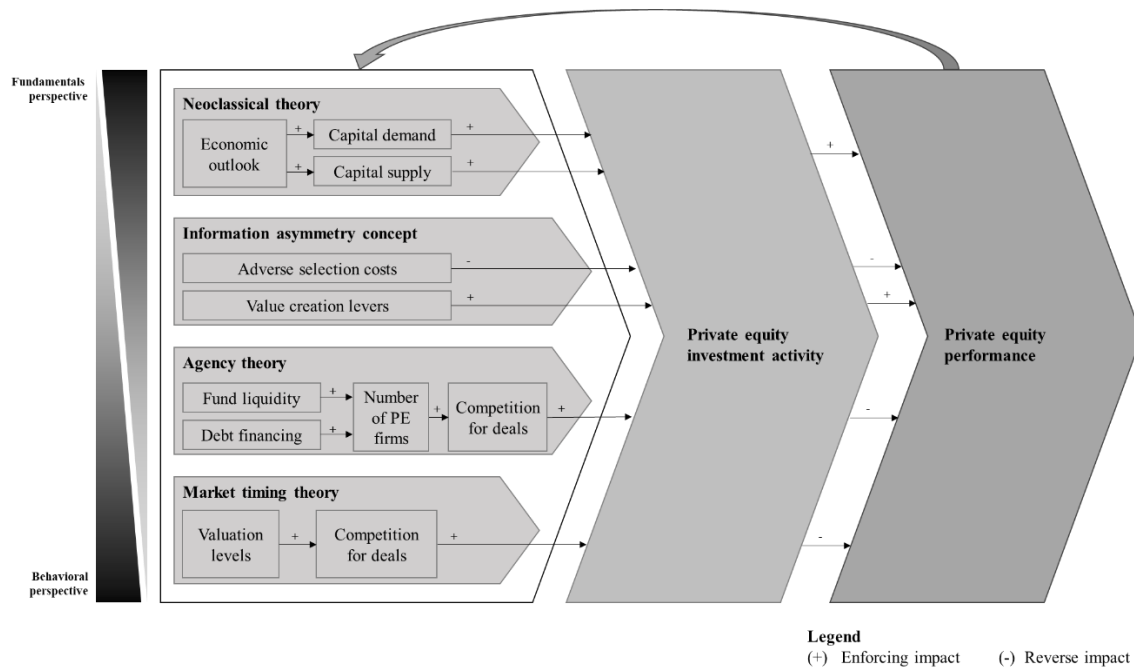 Fundamentals
perspective
Neoclassical theory
Economic
outlook
+
Capital demand
+
+
Capital supply
+
Information asymmetry concept
Adverse selection costs
-
Value creation levers
+
Agency theory
Fund liquidity
+
Debt financing
+
Number
of PE
firms
+
Competition
for deals
+
Market timing theory
Valuation
levels
+
Competition
for deals
+
Behavioral
perspective
Private equity
investment activity
+
-
+
-
-
Private equity
performance
Legend
(+) Enforcing impact (-) Reverse impact